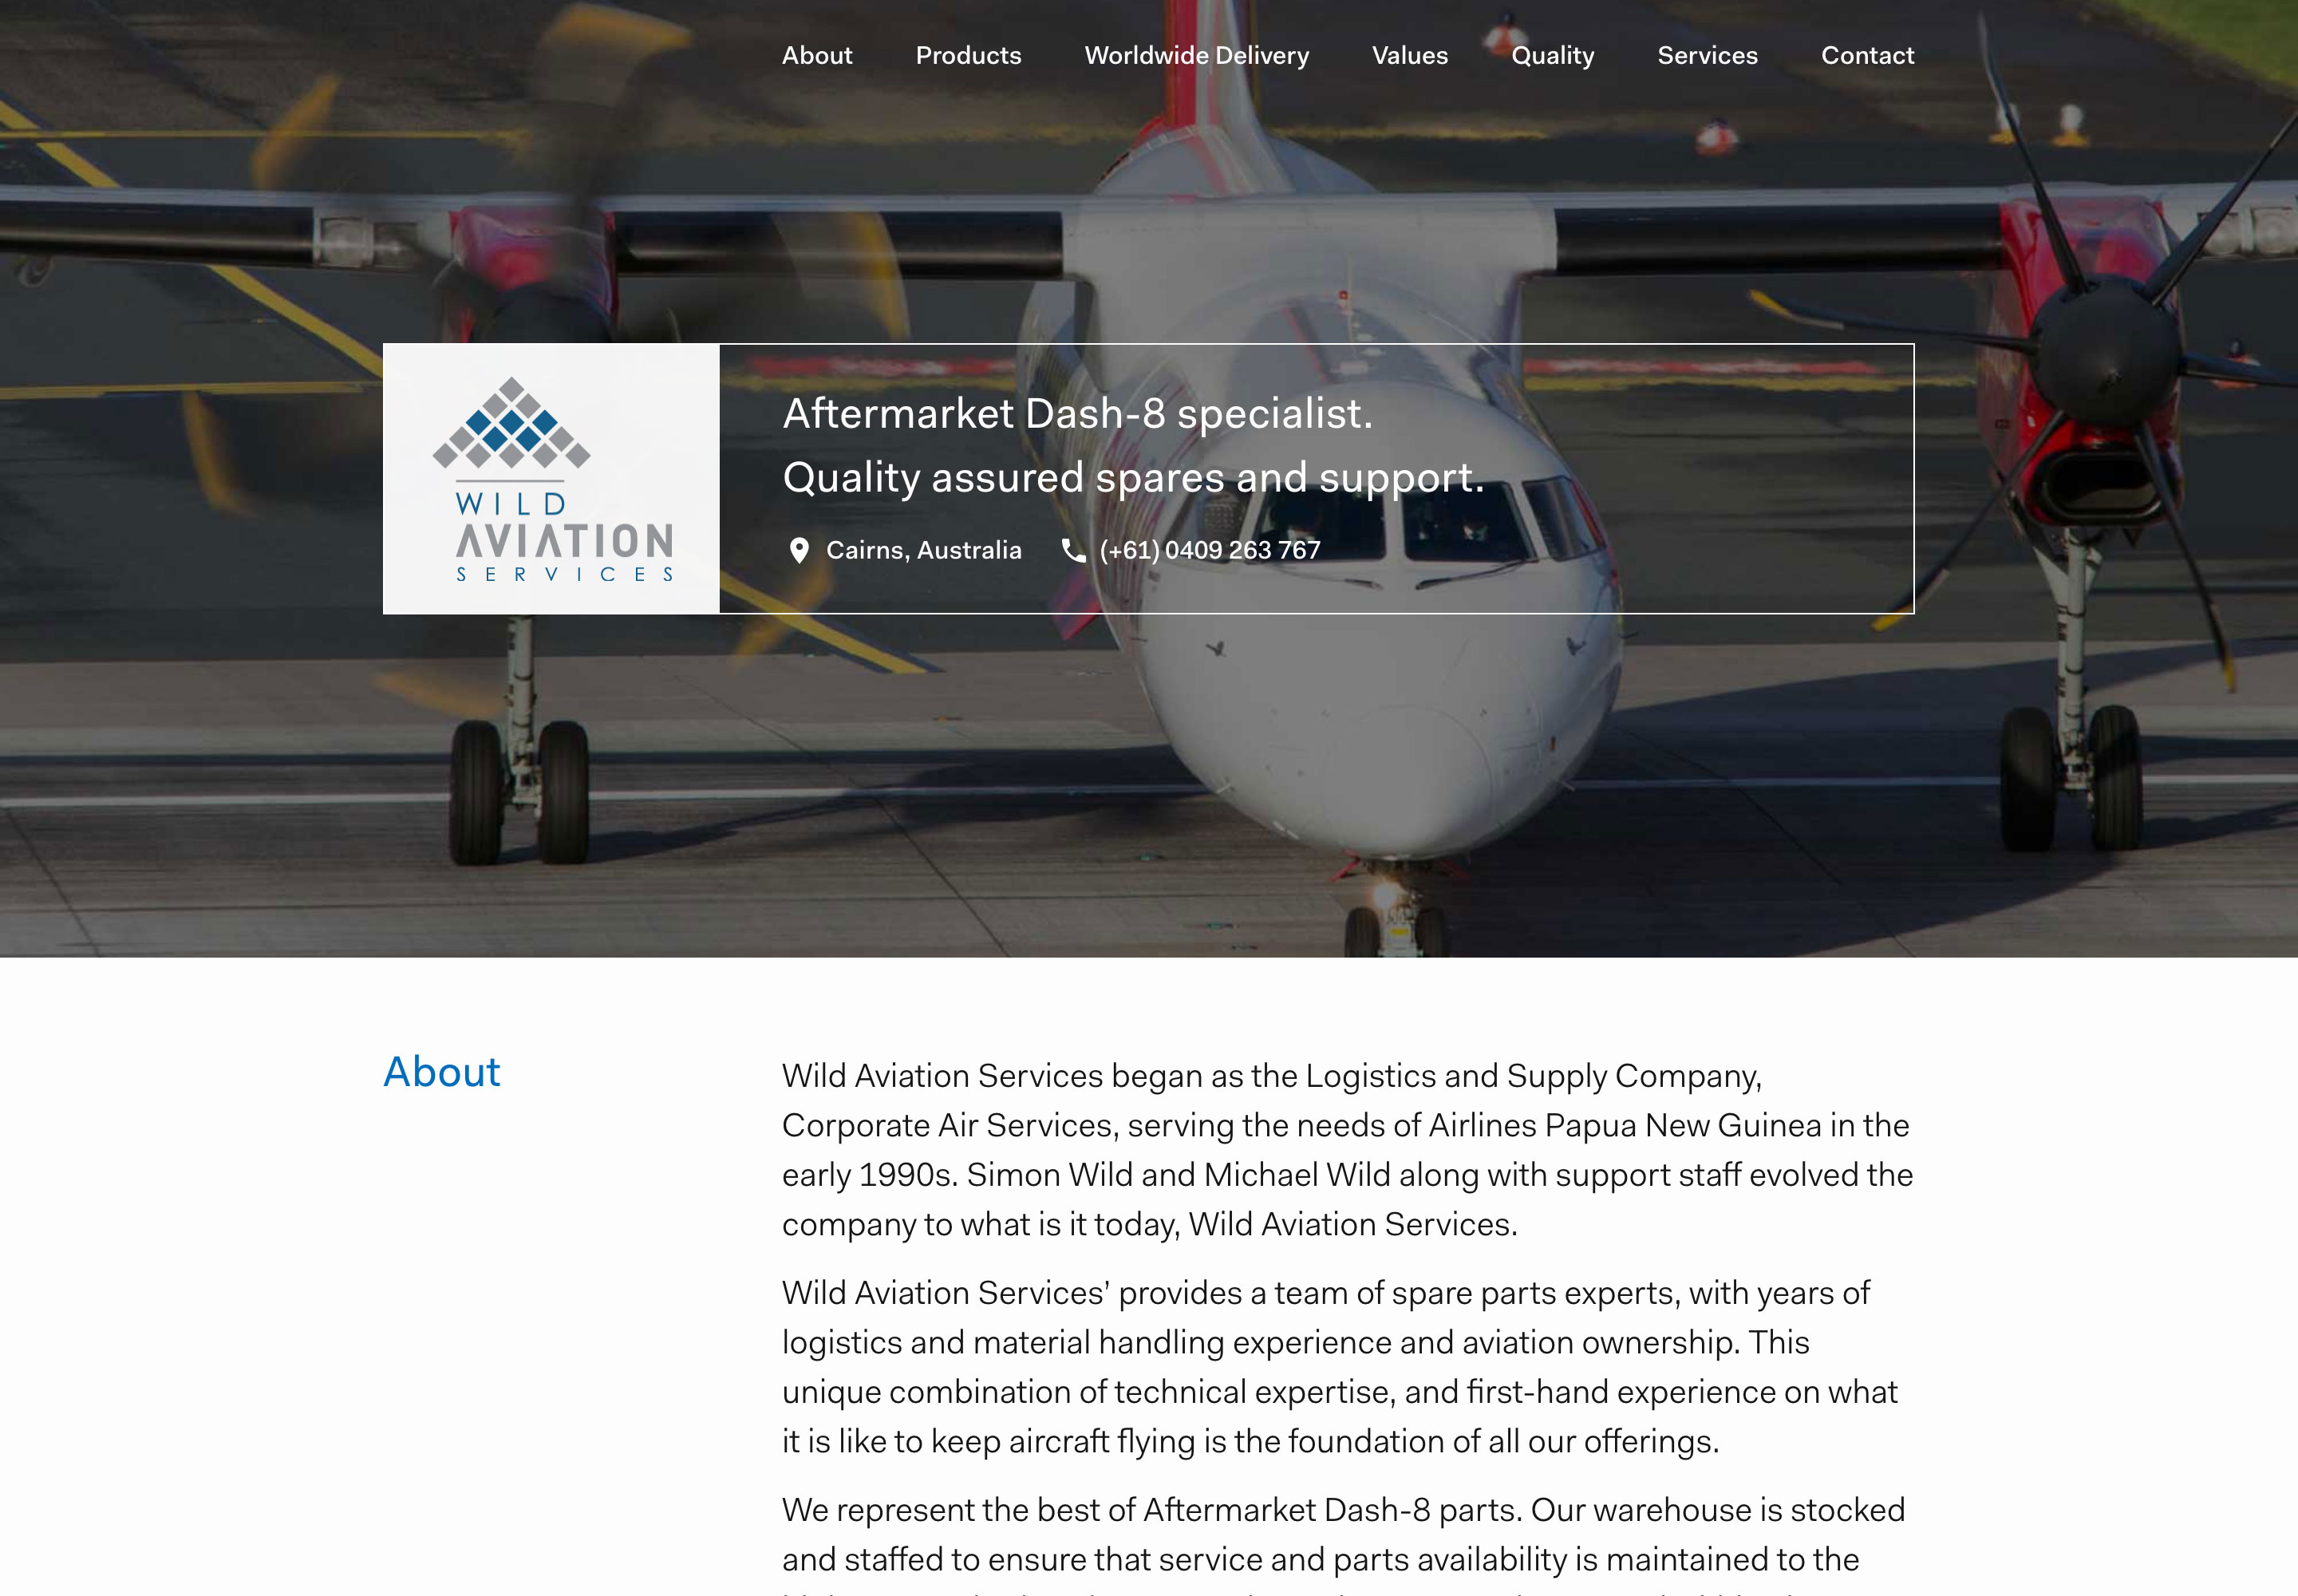 About Products Worldwide Delivery Values Quality Services Contact
WILD
AVIATION
SERVICES
Aftermarket Dash-8 specialist.
Quality assured spares and support.
Cairns, Australia (+61) 0409 263 767
About
Wild Aviation Services began as the Logistics and Supply Company,
Corporate Air Services, serving the needs of Airlines Papua New Guinea in the
early 1990s. Simon Wild and Michael Wild along with support staff evolved the
company to what is it today, Wild Aviation Services.
Wild Aviation Services’ provides a team of spare parts experts, with years of
logistics and material handling experience and aviation ownership. This
unique combination of technical expertise, and first-hand experience on what
it is like to keep aircraft flying is the foundation of all our offerings.
We represent the best of Aftermarket Dash-8 parts. Our warehouse is stocked
and staffed to ensure that service and parts availability is maintained to the